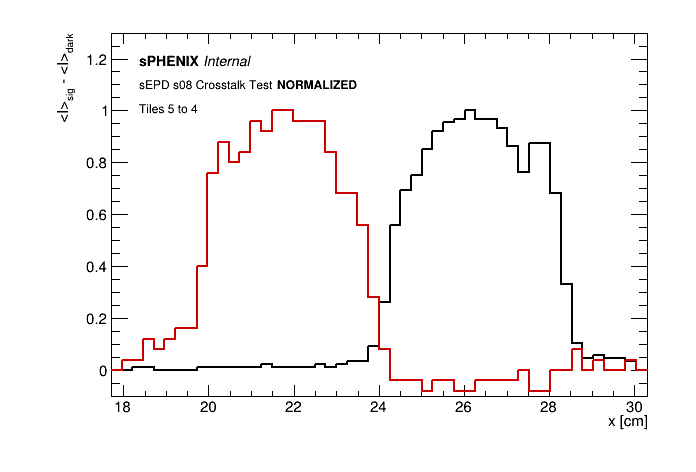 <I>sig - <I>dark
sPHENIX Internal
sEPD s08 Crosstalk Test NORMALIZED
Tiles 5 to 4
1.2
1
0.8
0.6
0.4
0.2
0
18 20 22 24 26 28 30
x [cm]